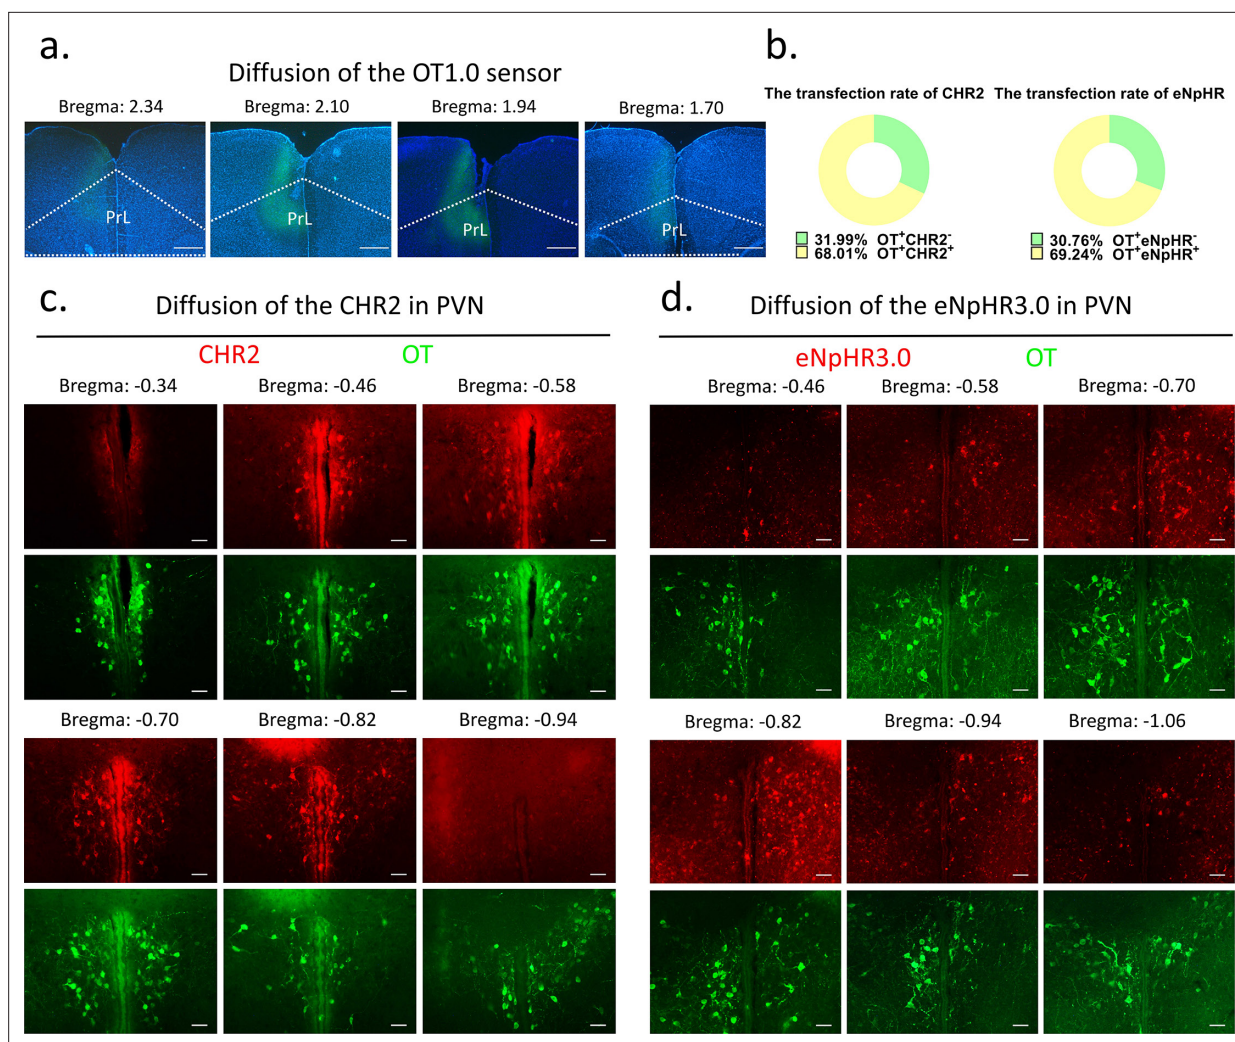 a.
Diffusion of the OT1.0 sensor
Bregma: 2.34
Bregma: 2.10
Bregma: 1.94
Bregma: 1.70
PrL
PrL
PrL
PrL
b.
The transfection rate of CHR2
The transfection rate of eNpHR
31.99% OT⁺CHR2⁻
68.01% OT⁺CHR2⁺
30.76% OT⁺eNpHR⁻
69.24% OT⁺eNpHR⁺
c.
Diffusion of the CHR2 in PVN
CHR2
OT
Bregma: -0.34
Bregma: -0.46
Bregma: -0.58
Bregma: -0.70
Bregma: -0.82
Bregma: -0.94
d.
Diffusion of the eNpHR3.0 in PVN
eNpHR3.0
OT
Bregma: -0.46
Bregma: -0.58
Bregma: -0.70
Bregma: -0.82
Bregma: -0.94
Bregma: -1.06